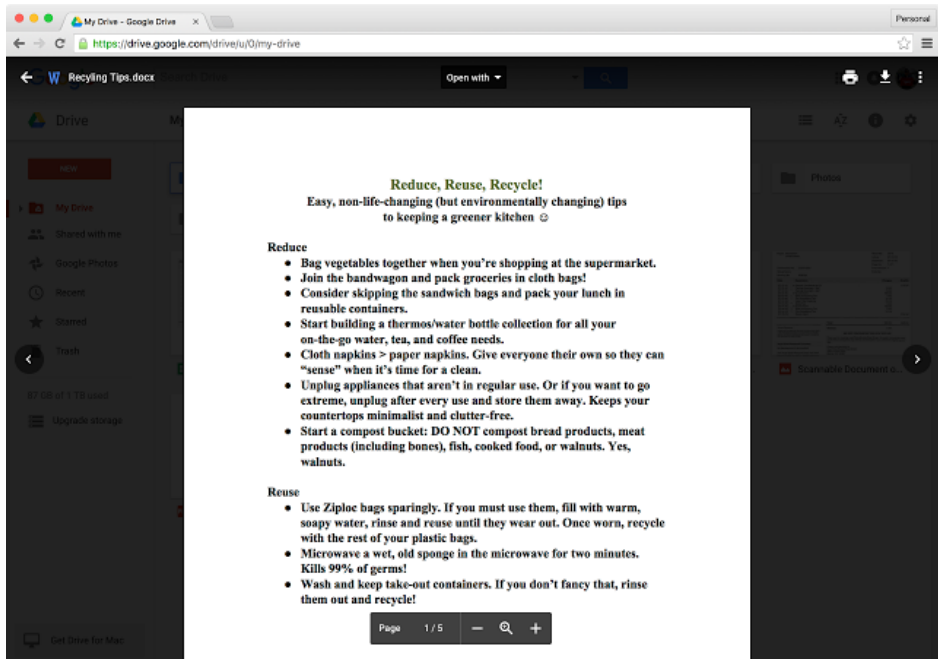 My Drive - Google Drive
Personal
https://drive.google.com/drive/u/0/my-drive
Recyling Tips.docx
Open with
Drive
My
NEW
My Drive
Shared with me
Google Photos
Recent
Starred
Trash
87 GB of 1 TB used
Upgrade storage
Get Drive for Mac
Photos
Scannable Document o...
Reduce, Reuse, Recycle!
Easy, non-life-changing (but environmentally changing) tips
to keeping a greener kitchen ☺
Reduce
● Bag vegetables together when you're shopping at the supermarket.
● Join the bandwagon and pack groceries in cloth bags!
● Consider skipping the sandwich bags and pack your lunch in
reusable containers.
● Start building a thermos/water bottle collection for all your
on-the-go water, tea, and coffee needs.
● Cloth napkins > paper napkins. Give everyone their own so they can
“sense” when it's time for a clean.
● Unplug appliances that aren't in regular use. Or if you want to go
extreme, unplug after every use and store them away. Keeps your
countertops minimalist and clutter-free.
● Start a compost bucket: DO NOT compost bread products, meat
products (including bones), fish, cooked food, or walnuts. Yes,
walnuts.
Reuse
● Use Ziploc bags sparingly. If you must use them, fill with warm,
soapy water, rinse and reuse until they wear out. Once worn, recycle
with the rest of your plastic bags.
● Microwave a wet, old sponge in the microwave for two minutes.
Kills 99% of germs!
● Wash and keep take-out containers. If you don't fancy that, rinse
them out and recycle!
Page 1 / 5